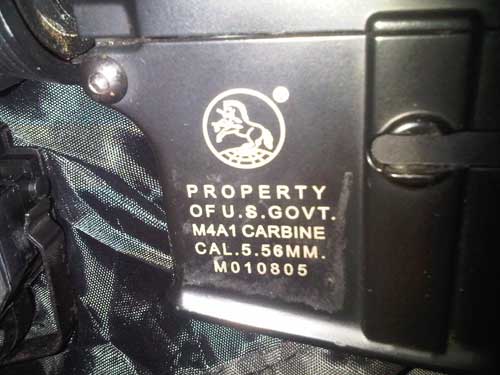 PROPERTY
OF U.S.GOVT.
M4A1 CARBINE
CAL.5.56MM.
M010805